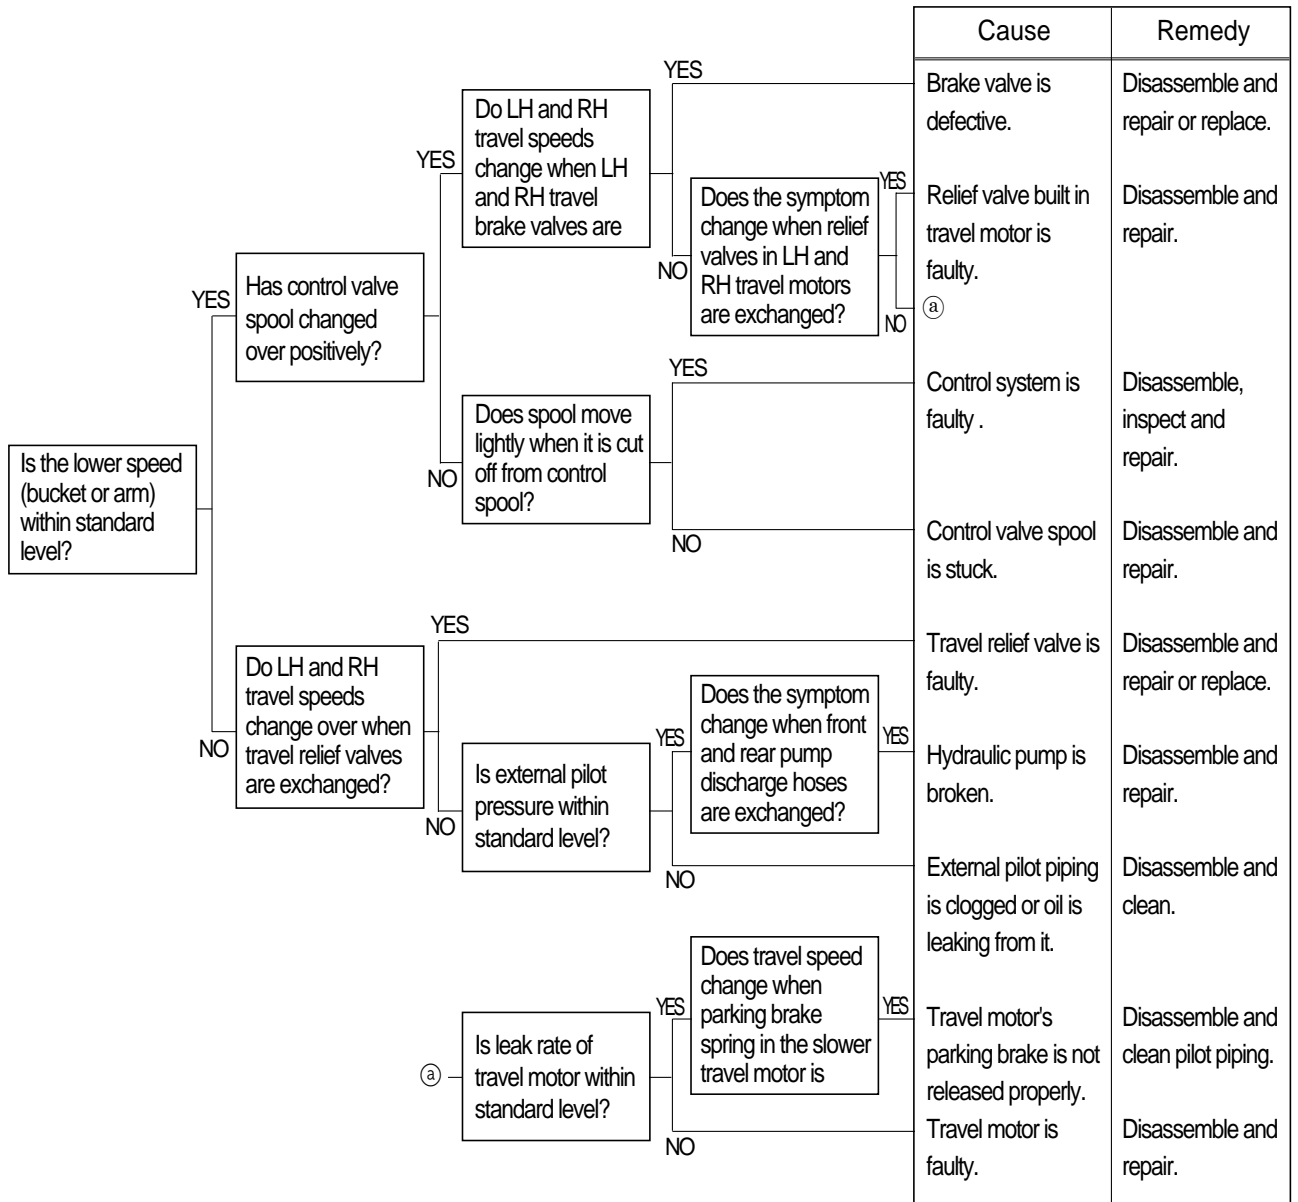 Cause
Remedy
YES
Do LH and RH
travel speeds
change when LH
and RH travel
brake valves are
YES
Brake valve is
defective.
Disassemble and
repair or replace.
NO
Does the symptom
change when relief
valves in LH and
RH travel motors
are exchanged?
YES
Relief valve built in
travel motor is
faulty.
Disassemble and
repair.
NO
ⓐ
YES
Has control valve
spool changed
over positively?
NO
Does spool move
lightly when it is cut
off from control
spool?
YES
Control system is
faulty .
Disassemble,
inspect and
repair.
NO
Control valve spool
is stuck.
Disassemble and
repair.
Is the lower speed
(bucket or arm)
within standard
level?
NO
Do LH and RH
travel speeds
change over when
travel relief valves
are exchanged?
YES
Travel relief valve is
faulty.
Disassemble and
repair or replace.
NO
Is external pilot
pressure within
standard level?
YES
Does the symptom
change when front
and rear pump
discharge hoses
are exchanged?
YES
Hydraulic pump is
broken.
Disassemble and
repair.
NO
External pilot piping
is clogged or oil is
leaking from it.
Disassemble and
clean.
ⓐ
Is leak rate of
travel motor within
standard level?
YES
Does travel speed
change when
parking brake
spring in the slower
travel motor is
YES
Travel motor's
parking brake is not
released properly.
Disassemble and
clean pilot piping.
NO
Travel motor is
faulty.
Disassemble and
repair.